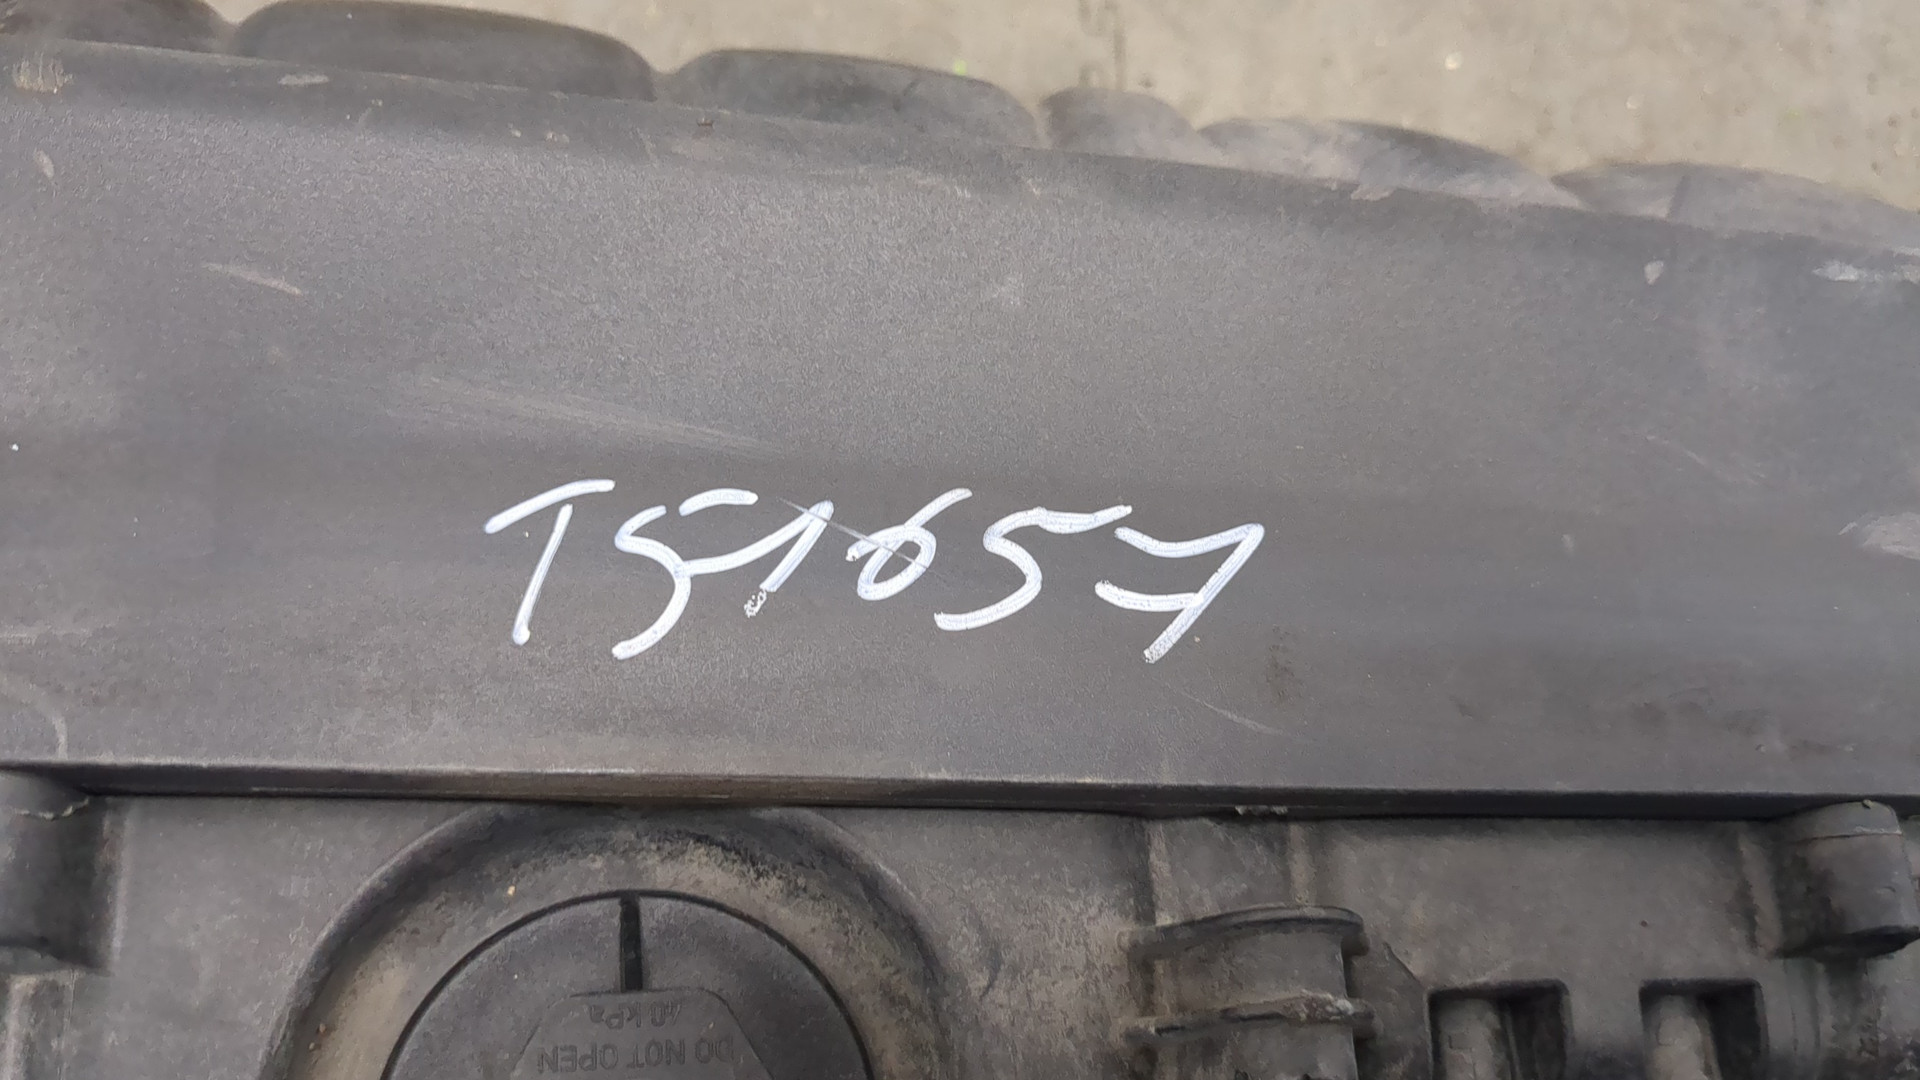 TS1657
40 kPa
DO NOT OPEN